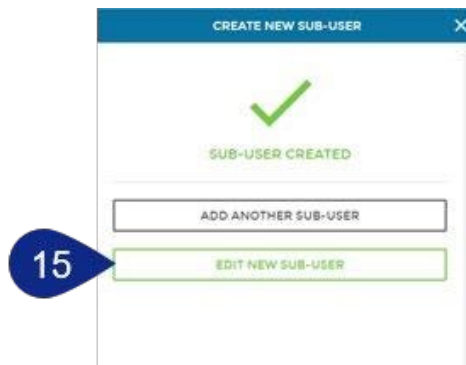 CREATE NEW SUB-USER
SUB-USER CREATED
ADD ANOTHER SUB-USER
15
EDIT NEW SUB-USER